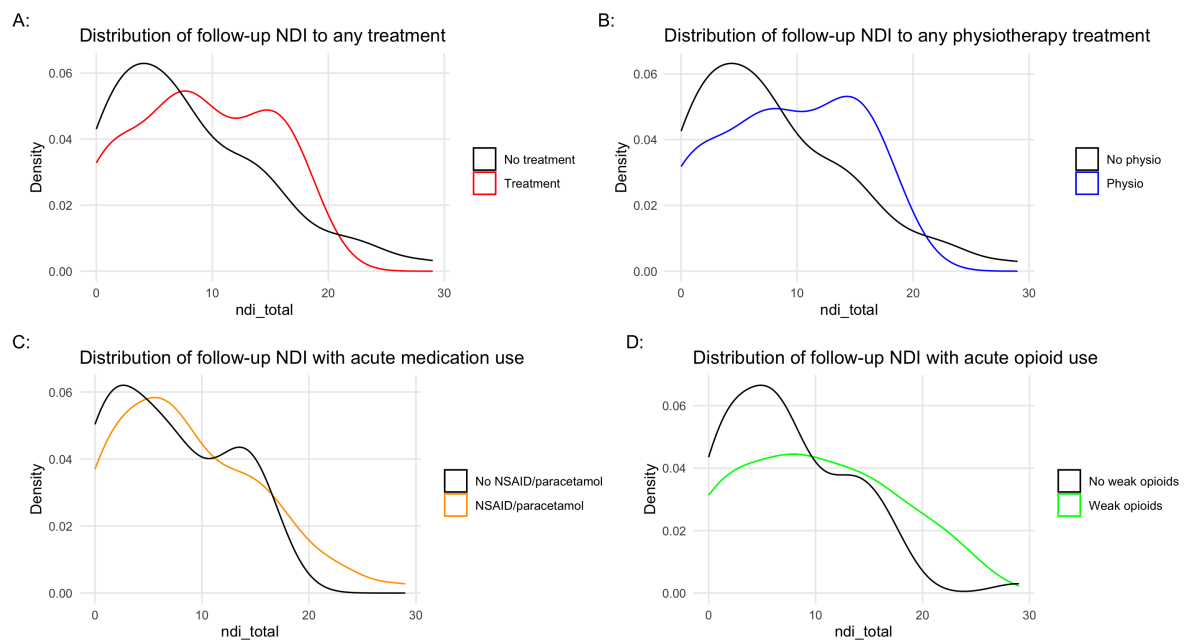 A:
Distribution of follow-up NDI to any treatment
0.06
0.04
0.02
0.00
Density
0 10 20 30
ndi_total
No treatment
Treatment
B:
Distribution of follow-up NDI to any physiotherapy treatment
0.06
0.04
0.02
0.00
Density
0 10 20 30
ndi_total
No physio
Physio
C:
Distribution of follow-up NDI with acute medication use
0.06
0.04
0.02
0.00
Density
0 10 20 30
ndi_total
No NSAID/paracetamol
NSAID/paracetamol
D:
Distribution of follow-up NDI with acute opioid use
0.06
0.04
0.02
0.00
Density
0 10 20 30
ndi_total
No weak opioids
Weak opioids